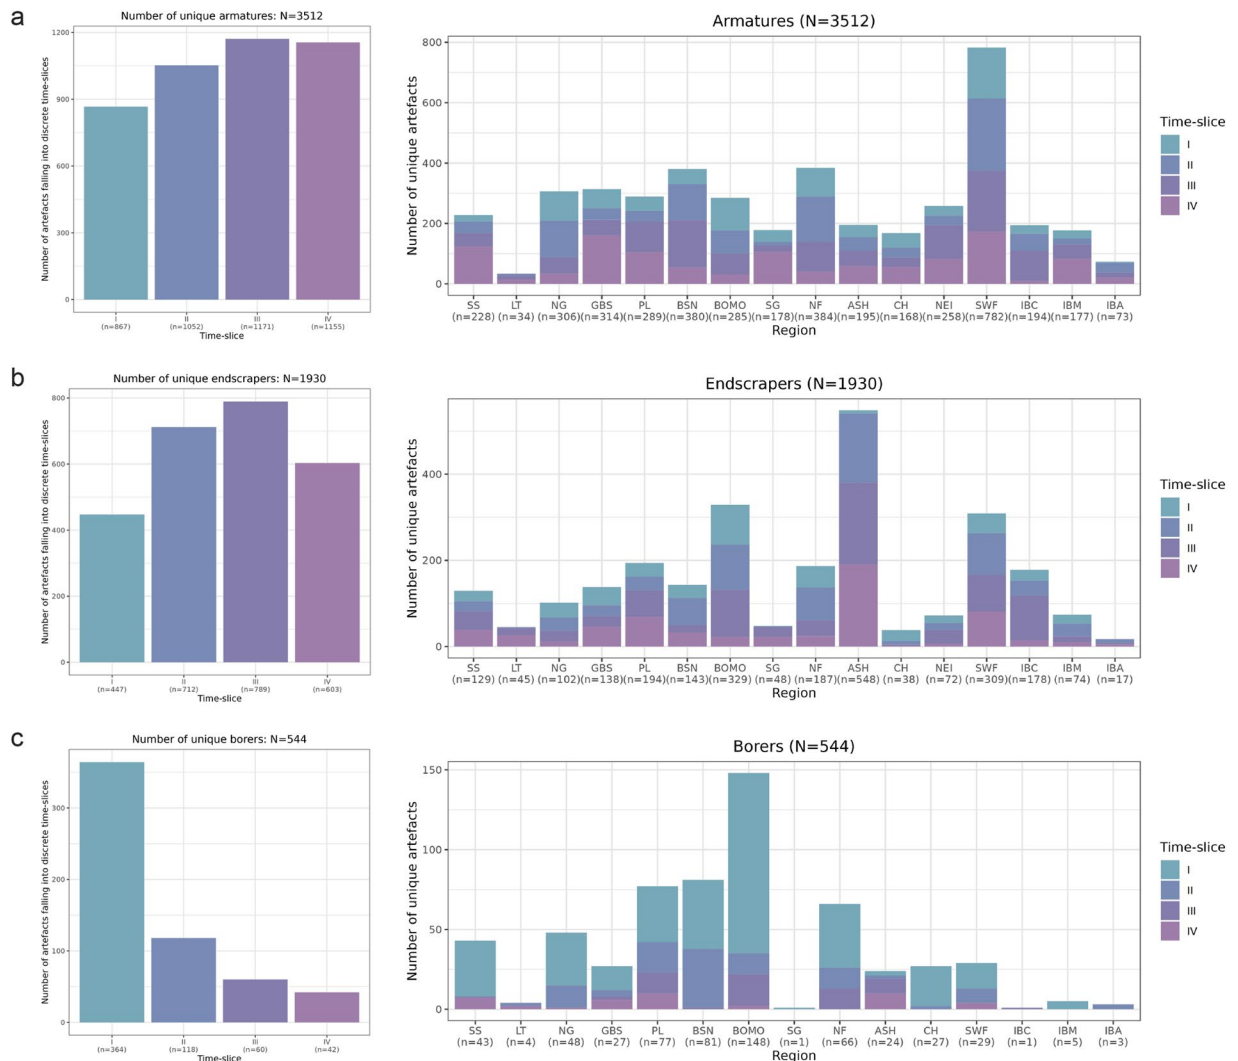 a
Number of unique armatures: N=3512
Number of artefacts falling into discrete time-slices
1200
900
600
300
0
I II III IV
(n=867) (n=1052) (n=1171) (n=1155)
Time-slice
Armatures (N=3512)
Number of unique artefacts
800
600
400
200
0
SS LT NG GBS PL BSN BOMO SG NF ASH CH NEI SWF IBC IBM IBA
(n=228) (n=34) (n=306) (n=314) (n=289) (n=380) (n=285) (n=178) (n=384) (n=195) (n=168) (n=258) (n=782) (n=194) (n=177) (n=73)
Region
Time-slice
I
II
III
IV
b
Number of unique endscrapers: N=1930
Number of artefacts falling into discrete time-slices
800
600
400
200
0
I II III IV
(n=447) (n=712) (n=789) (n=603)
Time-slice
Endscrapers (N=1930)
Number of unique artefacts
400
200
0
SS LT NG GBS PL BSN BOMO SG NF ASH CH NEI SWF IBC IBM IBA
(n=129) (n=45) (n=102) (n=138) (n=194) (n=143) (n=329) (n=48) (n=187) (n=548) (n=38) (n=72) (n=309) (n=178) (n=74) (n=17)
Region
Time-slice
I
II
III
IV
c
Number of unique borers: N=544
Number of artefacts falling into discrete time-slices
300
200
100
0
I II III IV
(n=364) (n=118) (n=60) (n=42)
Time-slice
Borers (N=544)
Number of unique artefacts
150
100
50
0
SS LT NG GBS PL BSN BOMO SG NF ASH CH SWF IBC IBM IBA
(n=43) (n=4) (n=48) (n=27) (n=77) (n=81) (n=148) (n=1) (n=66) (n=24) (n=27) (n=29) (n=1) (n=5) (n=3)
Region
Time-slice
I
II
III
IV